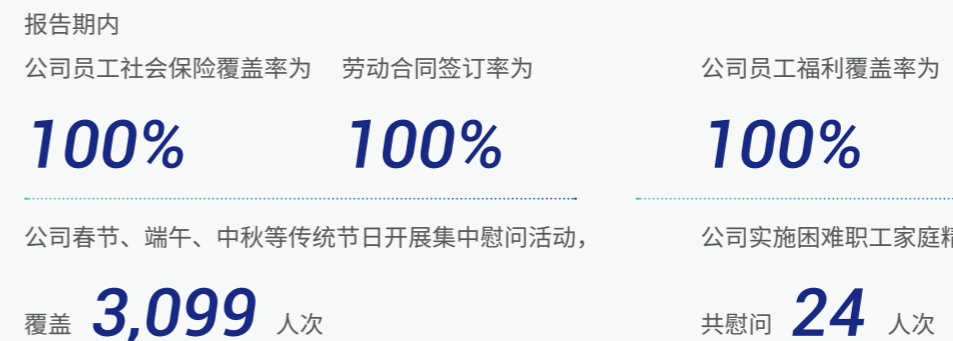 报告期内
公司员工社会保险覆盖率为 劳动合同签订率为 公司员工福利覆盖率为
100% 100% 100%
公司春节、端午、中秋等传统节日开展集中慰问活动， 公司实施困难职工家庭
覆盖 3,099 人次 共慰问 24 人次